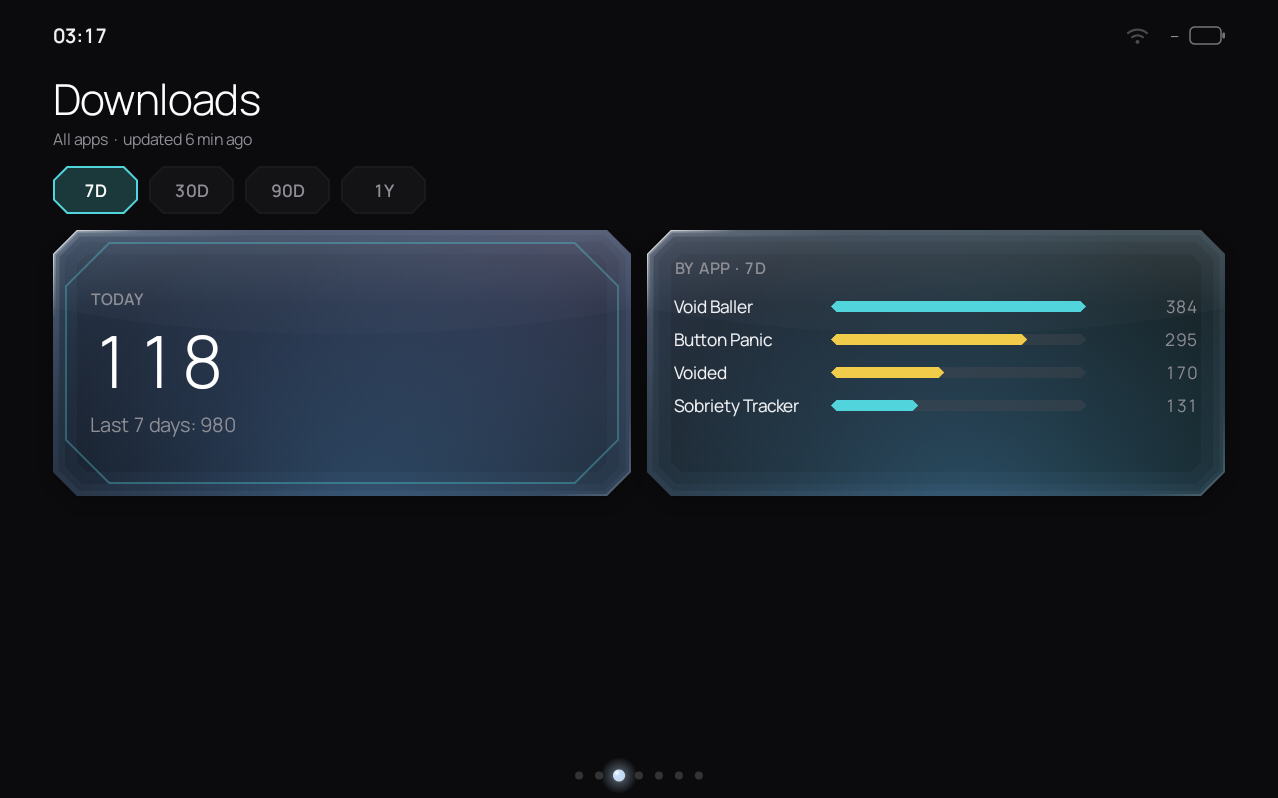 03:17
–
Downloads
All apps · updated 6 min ago
7D
30D
90D
1Y
TODAY
118
Last 7 days: 980
BY APP · 7D
Void Baller 384
Button Panic 295
Voided 170
Sobriety Tracker 131